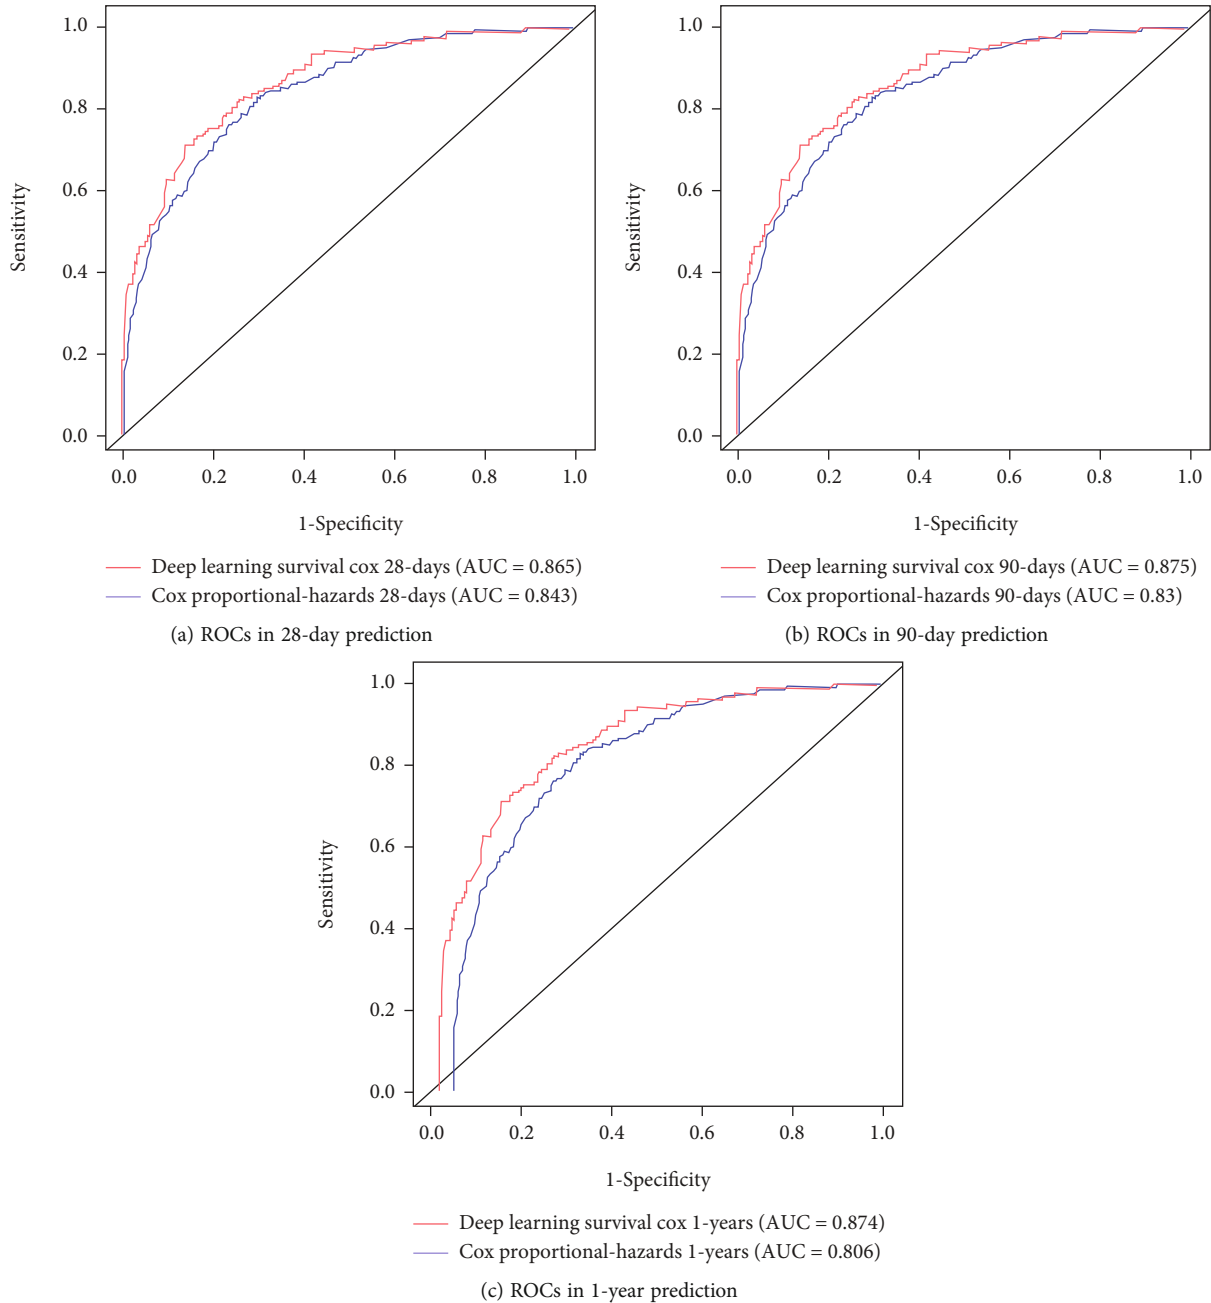 1.0
0.8
0.6
0.4
0.2
0.0
Sensitivity
0.0 0.2 0.4 0.6 0.8 1.0
1-Specificity
Deep learning survival cox 28-days (AUC = 0.865)
Cox proportional-hazards 28-days (AUC = 0.843)
(a) ROCs in 28-day prediction
1.0
0.8
0.6
0.4
0.2
0.0
Sensitivity
0.0 0.2 0.4 0.6 0.8 1.0
1-Specificity
Deep learning survival cox 90-days (AUC = 0.875)
Cox proportional-hazards 90-days (AUC = 0.83)
(b) ROCs in 90-day prediction
1.0
0.8
0.6
0.4
0.2
0.0
Sensitivity
0.0 0.2 0.4 0.6 0.8 1.0
1-Specificity
Deep learning survival cox 1-years (AUC = 0.874)
Cox proportional-hazards 1-years (AUC = 0.806)
(c) ROCs in 1-year prediction